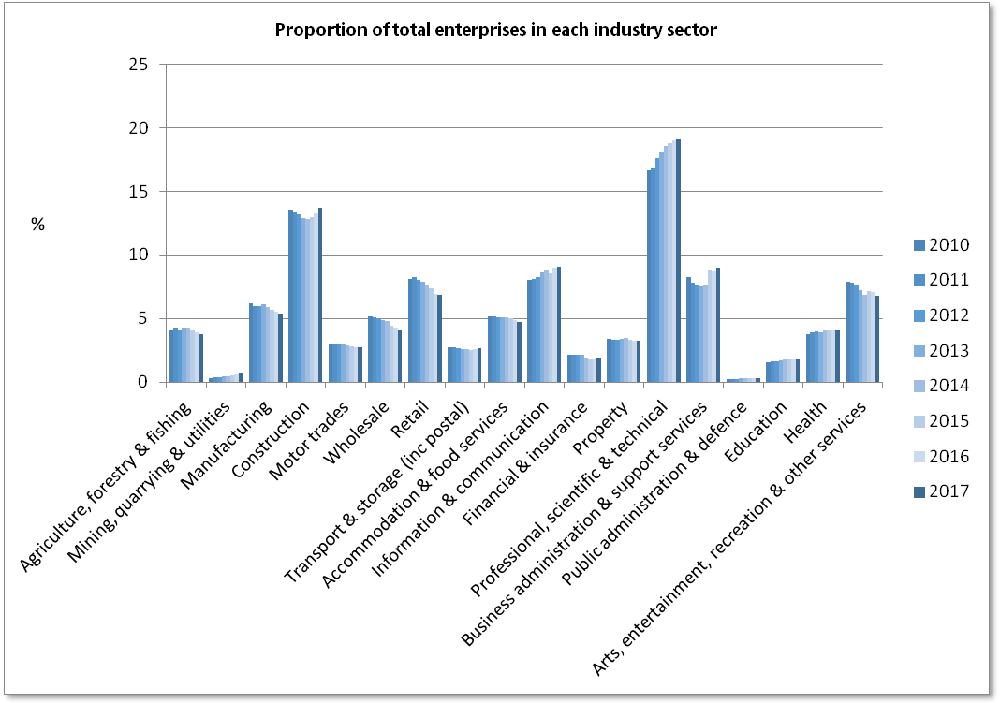 Proportion of total enterprises in each industry sector
25
20
15
10
5
0
%
Agriculture, forestry & fishing
Mining, quarrying & utilities
Manufacturing
Construction
Motor trades
Wholesale
Retail
Transport & storage (inc postal)
Accommodation & food services
Information & communication
Financial & insurance
Property
Professional, scientific & technical
Business administration & support services
Public administration & defence
Education
Health
Arts, entertainment, recreation & other services
2010
2011
2012
2013
2014
2015
2016
2017